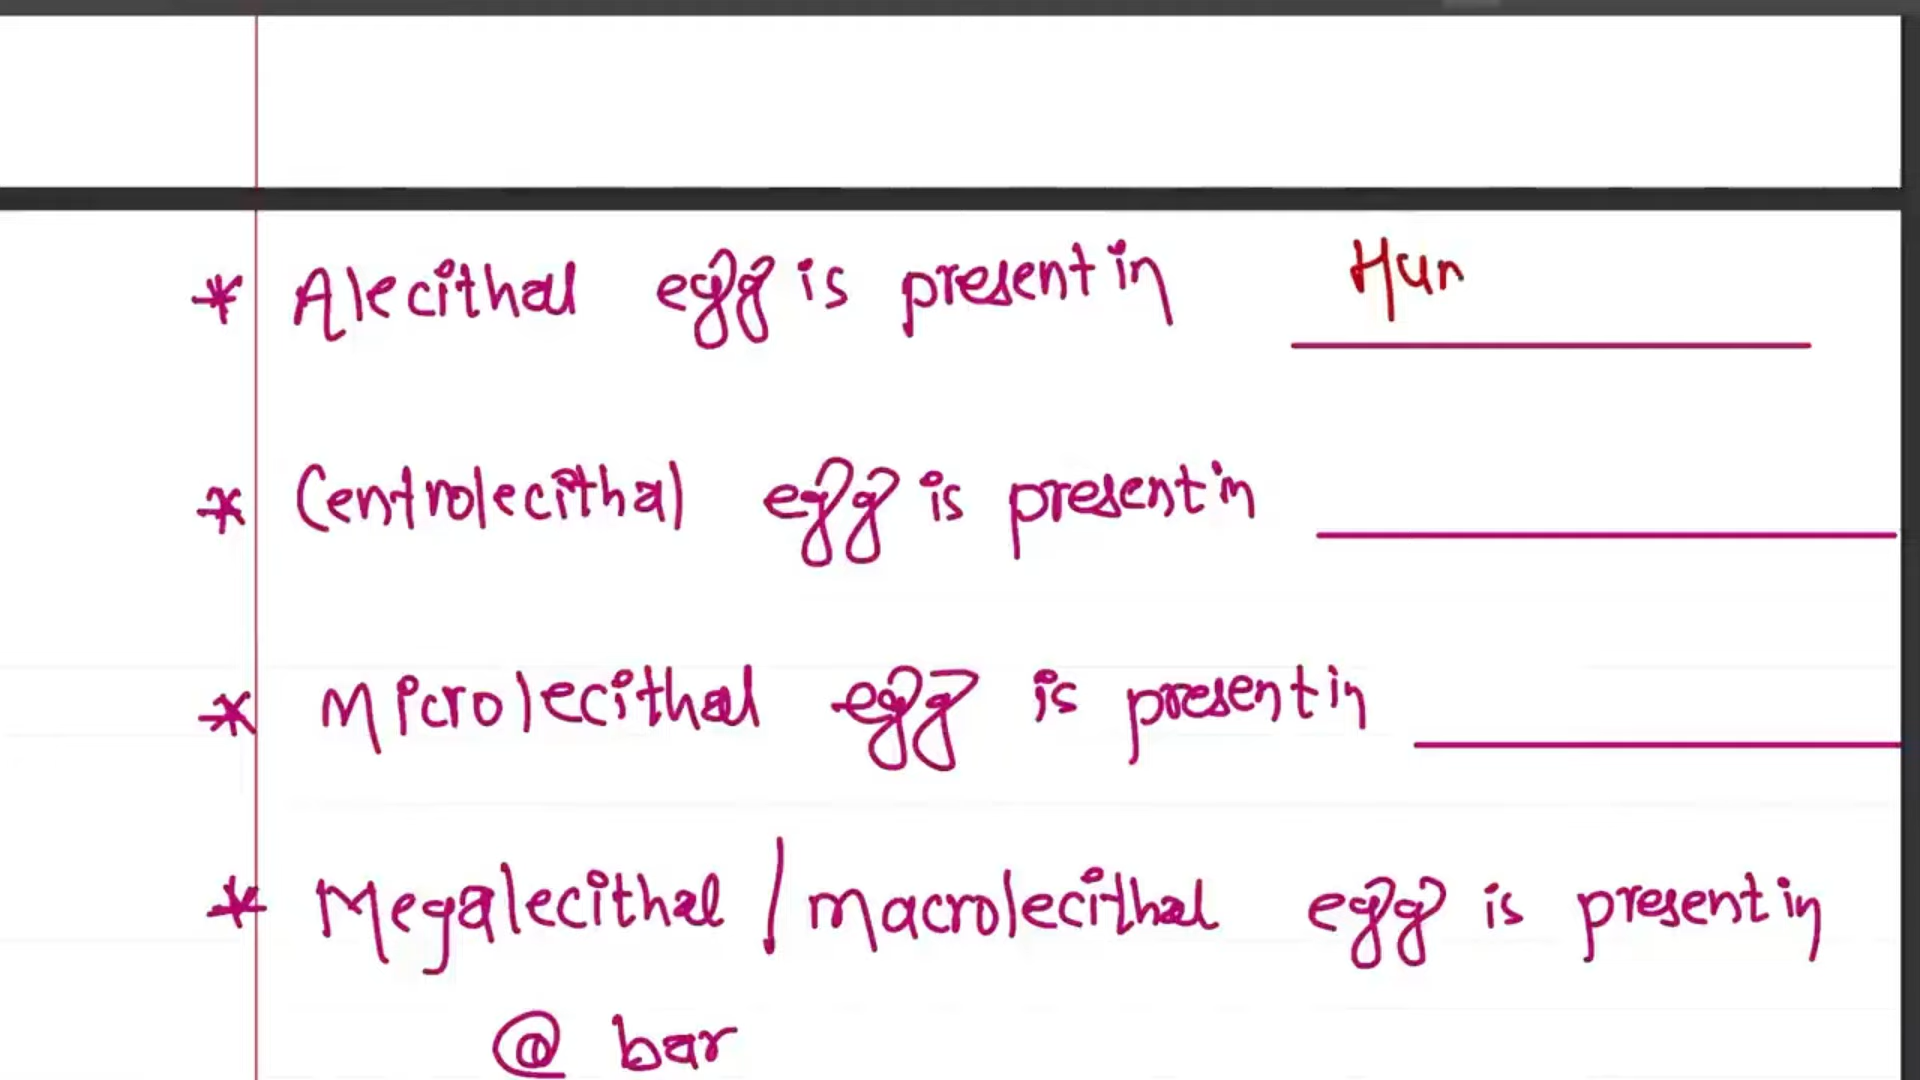 * Alecithal egg is present in Hun
* Centrolecithal egg is present in
* Microlecithal egg is present in
* Megalecithal / macrolecithal egg is present in
@ bar